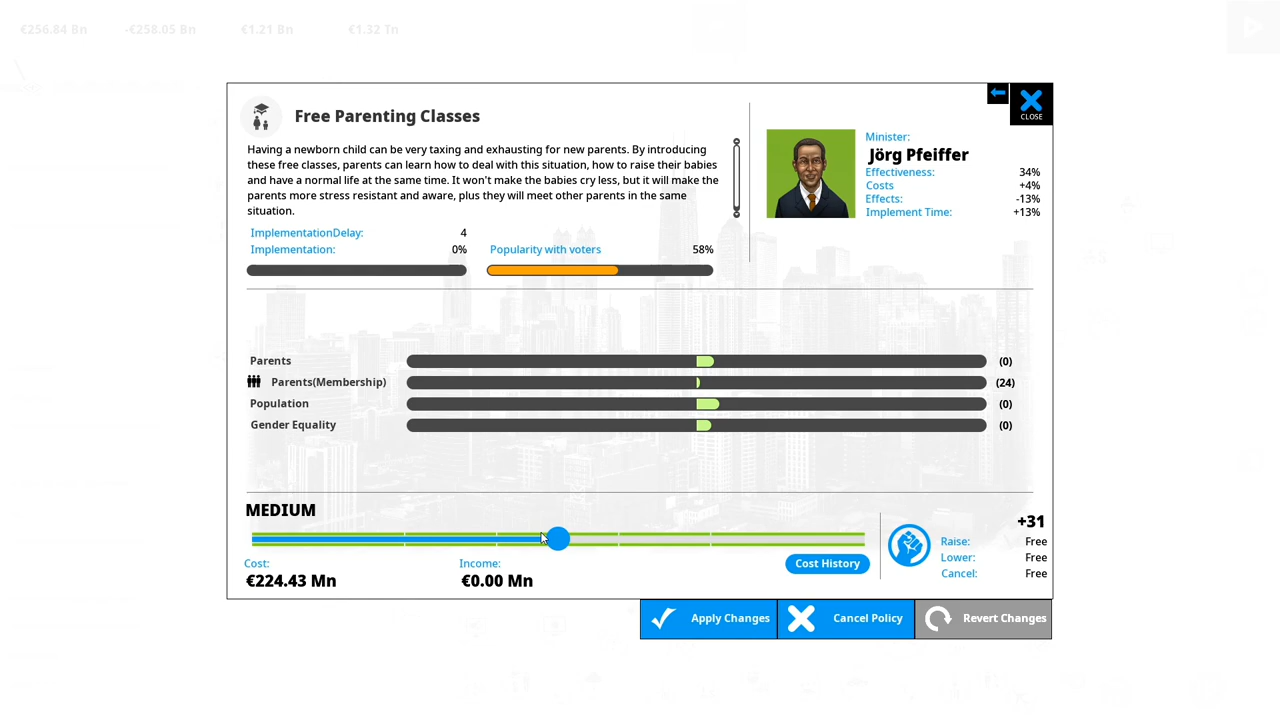 €256.84 Bn -€258.05 Bn €1.21 Bn €1.32 Tn
Free Parenting Classes
CLOSE
Having a newborn child can be very taxing and exhausting for new parents. By introducing
these free classes, parents can learn how to deal with this situation, how to raise their babies
and have a normal life at the same time. It won't make the babies cry less, but it will make the
parents more stress resistant and aware, plus they will meet other parents in the same
situation.
Minister:
Jörg Pfeiffer
Effectiveness: 34%
Costs +4%
Effects: -13%
Implement Time: +13%
ImplementationDelay: 4
Implementation: 0%
Popularity with voters 58%
Parents (0)
Parents(Membership) (24)
Population (0)
Gender Equality (0)
MEDIUM
Cost:
€224.43 Mn
Income:
€0.00 Mn
Cost History
+31
Raise: Free
Lower: Free
Cancel: Free
Apply Changes
Cancel Policy
Revert Changes